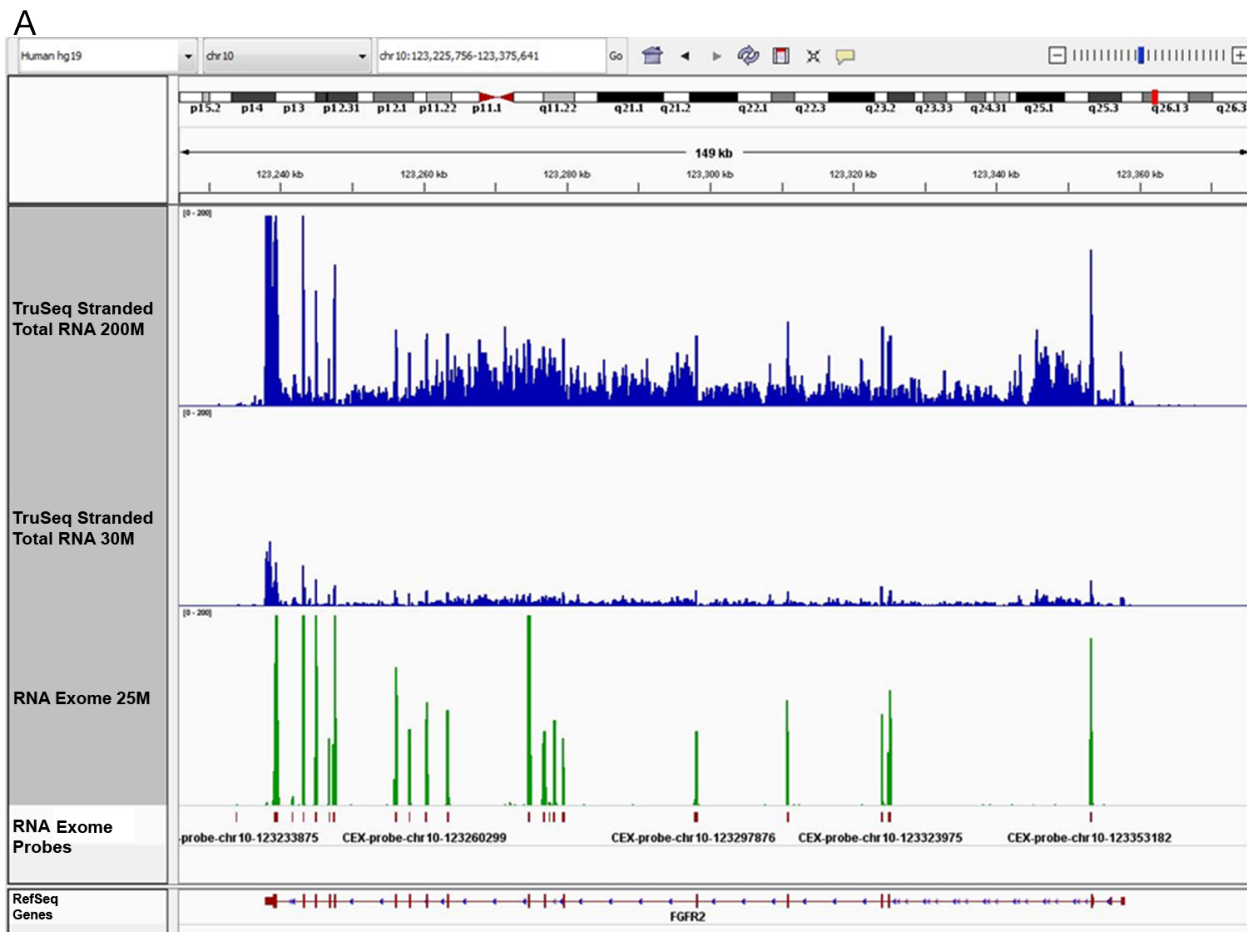 A
Human hg19 chr10 chr10:123,225,756-123,375,641 Go
p15.2 p14 p13 p12.31 p12.1 p11.22 p11.1 q11.22 q21.1 q21.2 q22.1 q22.3 q23.2 q23.33 q24.31 q25.1 q25.3 q26.13 q26.3
149 kb
123,240 kb 123,260 kb 123,280 kb 123,300 kb 123,320 kb 123,340 kb 123,360 kb
[0 - 200]
TruSeq Stranded
Total RNA 200M
[0 - 200]
TruSeq Stranded
Total RNA 30M
[0 - 200]
RNA Exome 25M
RNA Exome
Probes
-probe-chr10-123233875 CEX-probe-chr10-123260299 CEX-probe-chr10-123297876 CEX-probe-chr10-123323975 CEX-probe-chr10-123353182
RefSeq
Genes
FGFR2